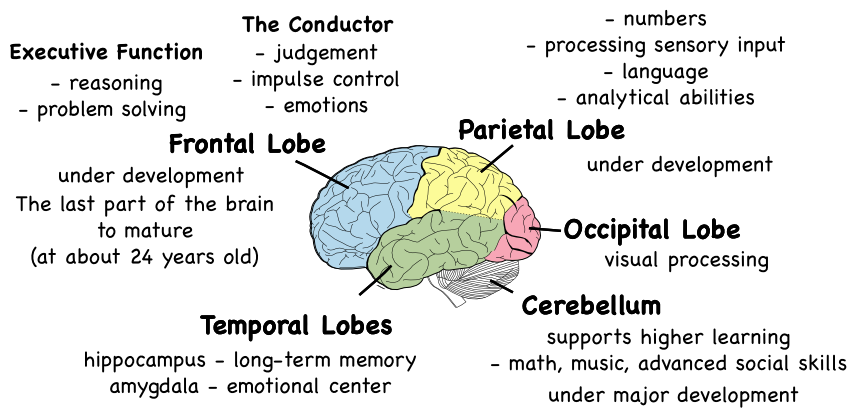 Executive Function
- reasoning
- problem solving
The Conductor
- judgement
- impulse control
- emotions
Frontal Lobe
under development
The last part of the brain
to mature
(at about 24 years old)
- numbers
- processing sensory input
- language
- analytical abilities
Parietal Lobe
under development
Occipital Lobe
visual processing
Temporal Lobes
hippocampus - long-term memory
amygdala - emotional center
Cerebellum
supports higher learning
- math, music, advanced social skills
under major development